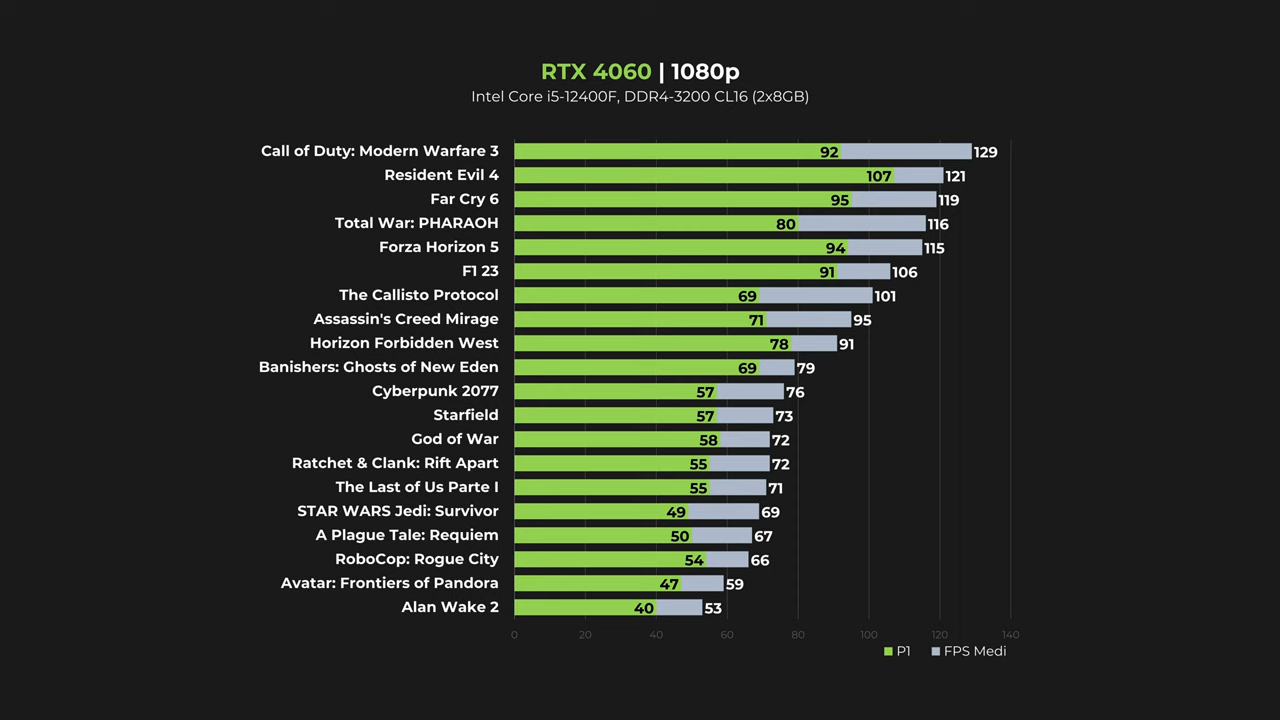 RTX 4060 | 1080p
Intel Core i5-12400F, DDR4-3200 CL16 (2x8GB)
Call of Duty: Modern Warfare 3 92 129
Resident Evil 4 107 121
Far Cry 6 95 119
Total War: PHARAOH 80 116
Forza Horizon 5 94 115
F1 23 91 106
The Callisto Protocol 69 101
Assassin's Creed Mirage 71 95
Horizon Forbidden West 78 91
Banishers: Ghosts of New Eden 69 79
Cyberpunk 2077 57 76
Starfield 57 73
God of War 58 72
Ratchet & Clank: Rift Apart 55 72
The Last of Us Parte I 55 71
STAR WARS Jedi: Survivor 49 69
A Plague Tale: Requiem 50 67
RoboCop: Rogue City 54 66
Avatar: Frontiers of Pandora 47 59
Alan Wake 2 40 53
0 20 40 60 80 100 120 140
P1 FPS Medi